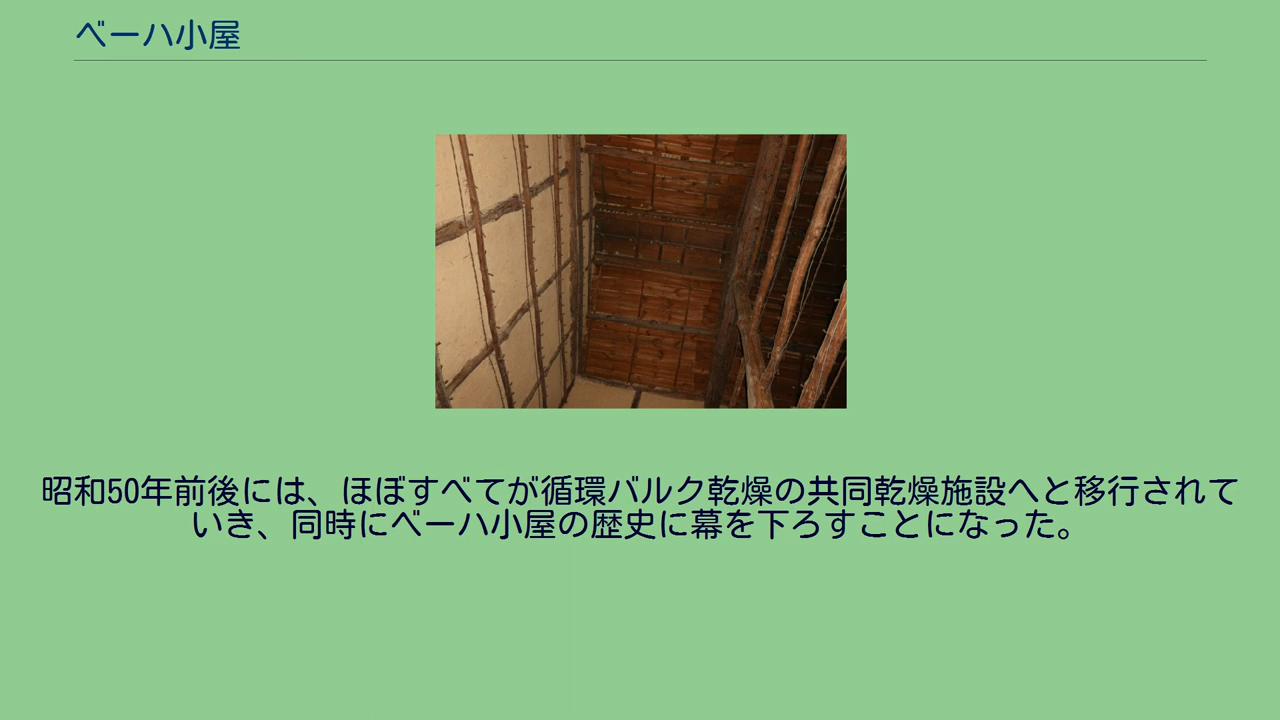 ベーハ小屋
昭和50年前後には、ほぼすべてが循環バルク乾燥の共同乾燥施設へと移行されて
いき、同時にベーハ小屋の歴史に幕を下ろすことになった。